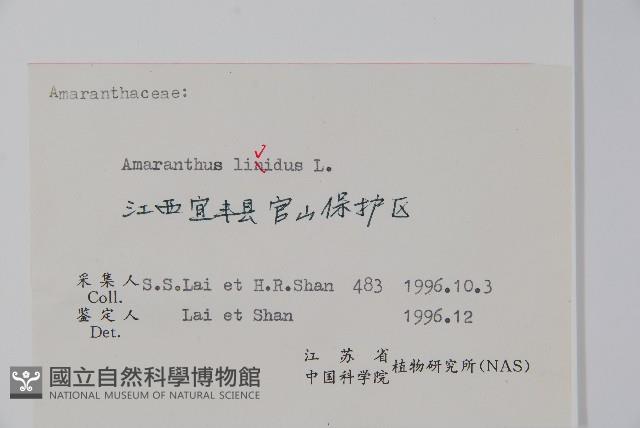 Amaranthaceae:
Amaranthus linidus L.
v
江西宜丰县官山保护区
采集人 S.S.Lai et H.R.Shan 483 1996.10.3
Coll.
鉴定人 Lai et Shan 1996.12
Det.
江苏省
中国科学院 植物研究所(NAS)
國立自然科學博物館
NATIONAL MUSEUM OF NATURAL SCIENCE